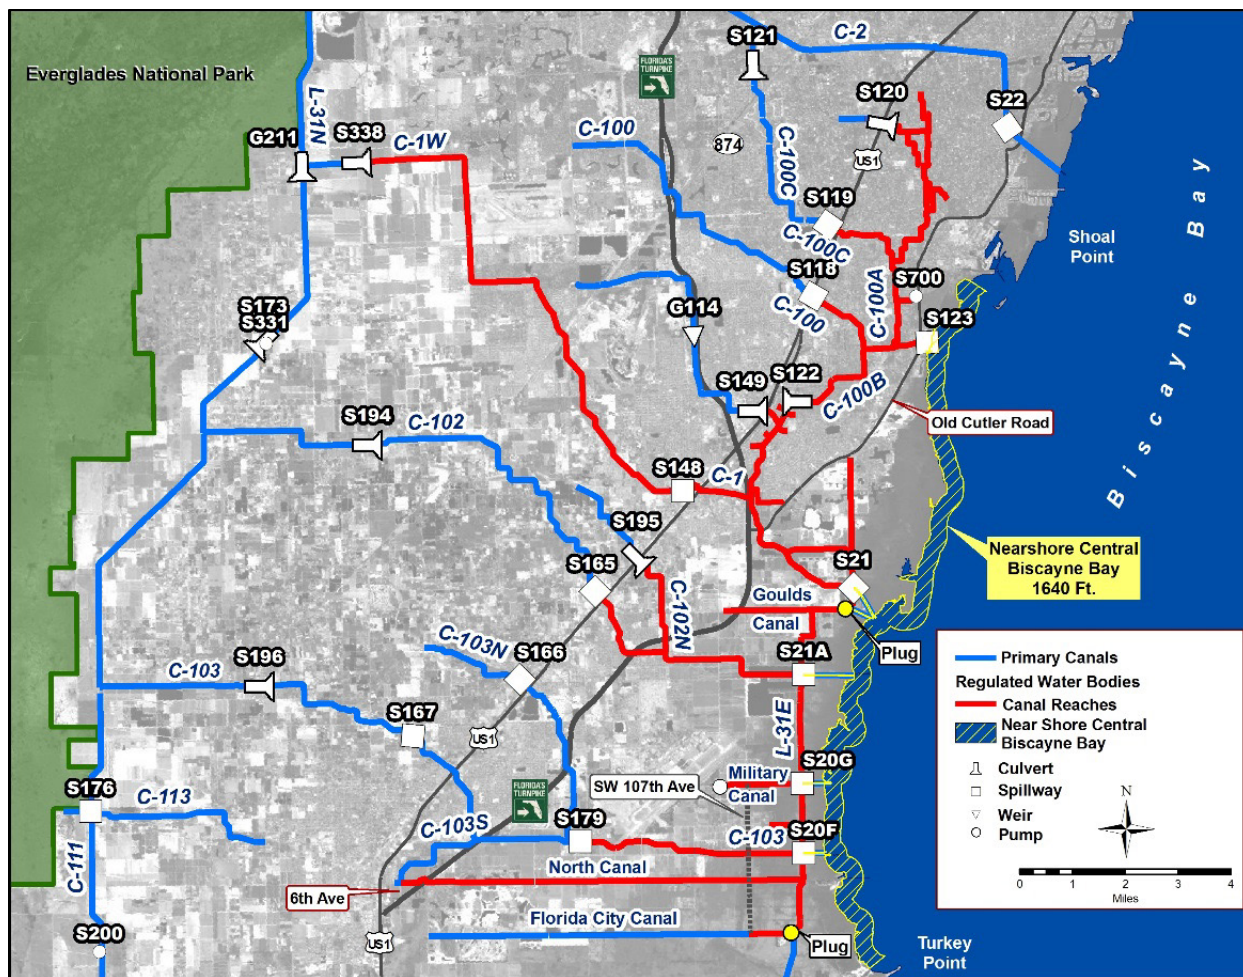 S121
C-2
Everglades National Park
FLORIDA'S
TURNPIKE
S120
S22
L-31N
C-100
874
G211
S338
C-1W
US1
C-100C
S119
C-100C
Shoal
Point
Biscayne Bay
S118
S700
C-100
C-100A
G114
S173
S331
S123
S149
S122
C-100B
S194
C-102
Old Cutler Road
S148
C-1
S195
S165
S21
Nearshore Central
Biscayne Bay
1640 Ft.
Goulds
Canal
C-102N
C-103N
S166
Plug
S21A
C-103
S196
S167
US1
L-31E
SW 107th Ave
Military
Canal
S20G
S176
C-113
FLORIDA'S
TURNPIKE
C-103S
S179
C-103
S20F
C-111
North Canal
6th Ave
S200
Florida City Canal
US1
Plug
Turkey
Point
Primary Canals
Regulated Water Bodies
Canal Reaches
Near Shore Central
Biscayne Bay
Culvert
Spillway
Weir
Pump
N
0 1 2 3 4
Miles